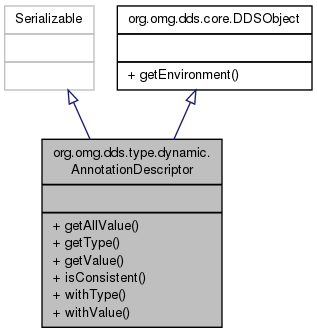 Serializable
org.omg.dds.core.DDSObject
+ getEnvironment()
org.omg.dds.type.dynamic.
AnnotationDescriptor
+ getAllValue()
+ getType()
+ getValue()
+ isConsistent()
+ withType()
+ withValue()